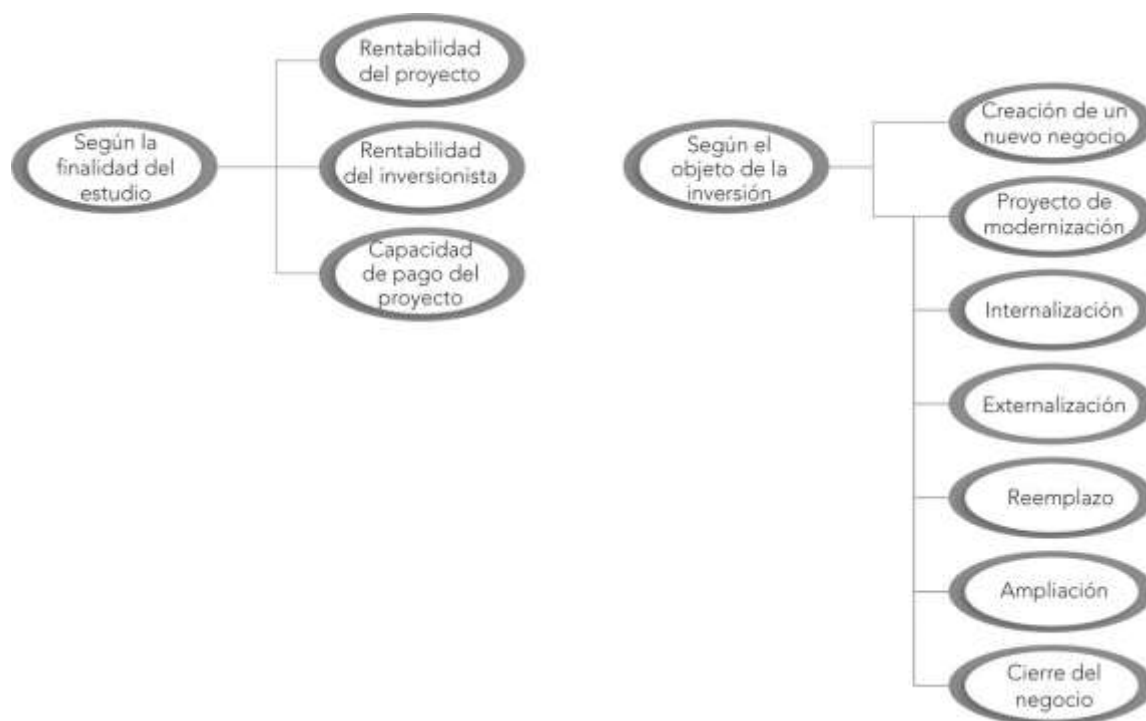 Según la
finalidad del
estudio
Rentabilidad
del proyecto
Rentabilidad
del inversionista
Capacidad
de pago del
proyecto
Según el
objeto de la
inversión
Creación de un
nuevo negocio
Proyecto de
modernización
Internalización
Externalización
Reemplazo
Ampliación
Cierre del
negocio